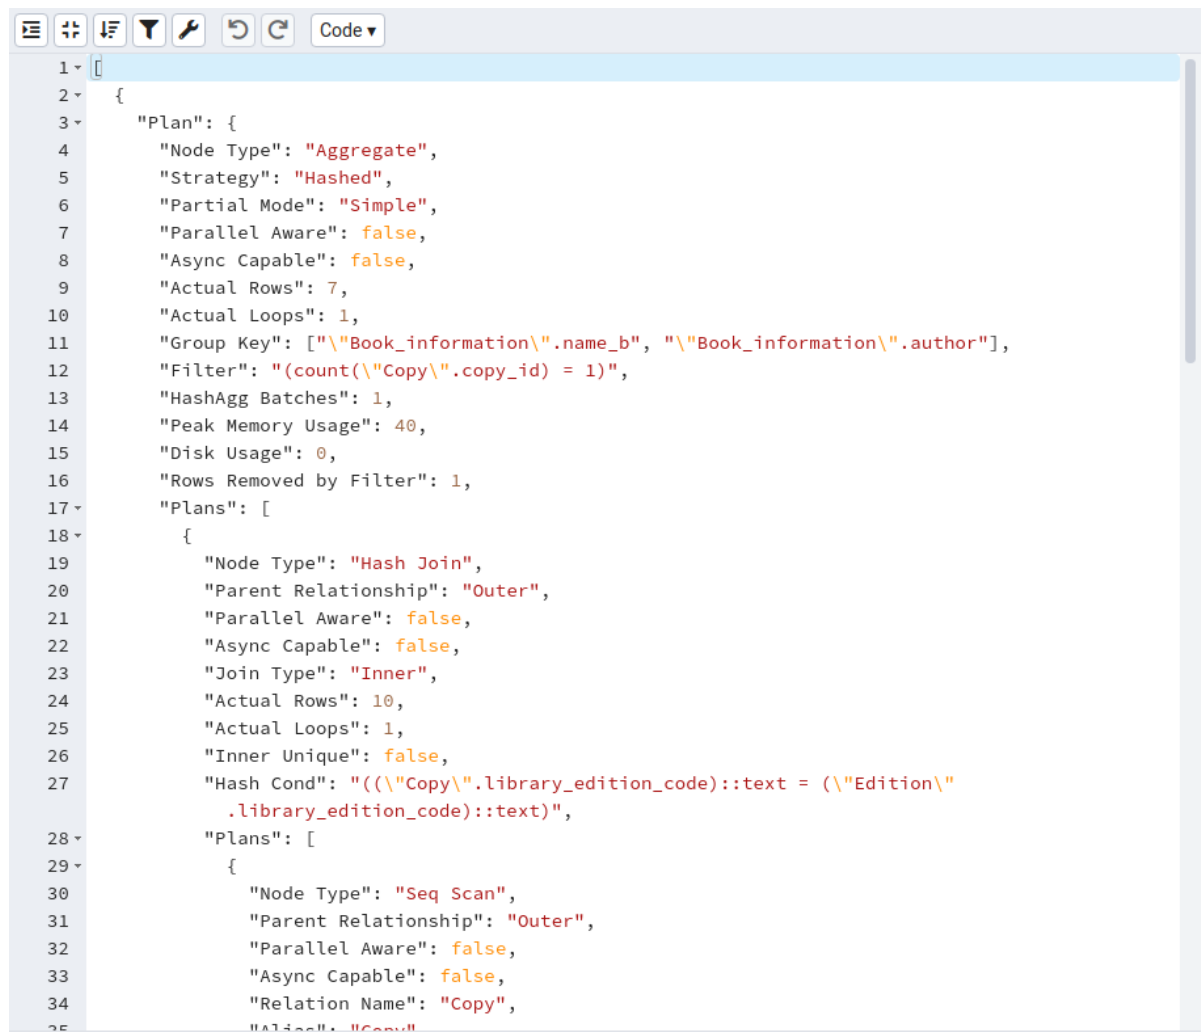 Code ▾
1 [
2 {
3 "Plan": {
4 "Node Type": "Aggregate",
5 "Strategy": "Hashed",
6 "Partial Mode": "Simple",
7 "Parallel Aware": false,
8 "Async Capable": false,
9 "Actual Rows": 7,
10 "Actual Loops": 1,
11 "Group Key": ["\"Book_information\".name_b", "\"Book_information\".author"],
12 "Filter": "(count(\"Copy\".copy_id) = 1)",
13 "HashAgg Batches": 1,
14 "Peak Memory Usage": 40,
15 "Disk Usage": 0,
16 "Rows Removed by Filter": 1,
17 "Plans": [
18 {
19 "Node Type": "Hash Join",
20 "Parent Relationship": "Outer",
21 "Parallel Aware": false,
22 "Async Capable": false,
23 "Join Type": "Inner",
24 "Actual Rows": 10,
25 "Actual Loops": 1,
26 "Inner Unique": false,
27 "Hash Cond": "((\"Copy\".library_edition_code)::text = (\"Edition\"
.library_edition_code)::text)",
28 "Plans": [
29 {
30 "Node Type": "Seq Scan",
31 "Parent Relationship": "Outer",
32 "Parallel Aware": false,
33 "Async Capable": false,
34 "Relation Name": "Copy",
35 "Alias": "Copy"